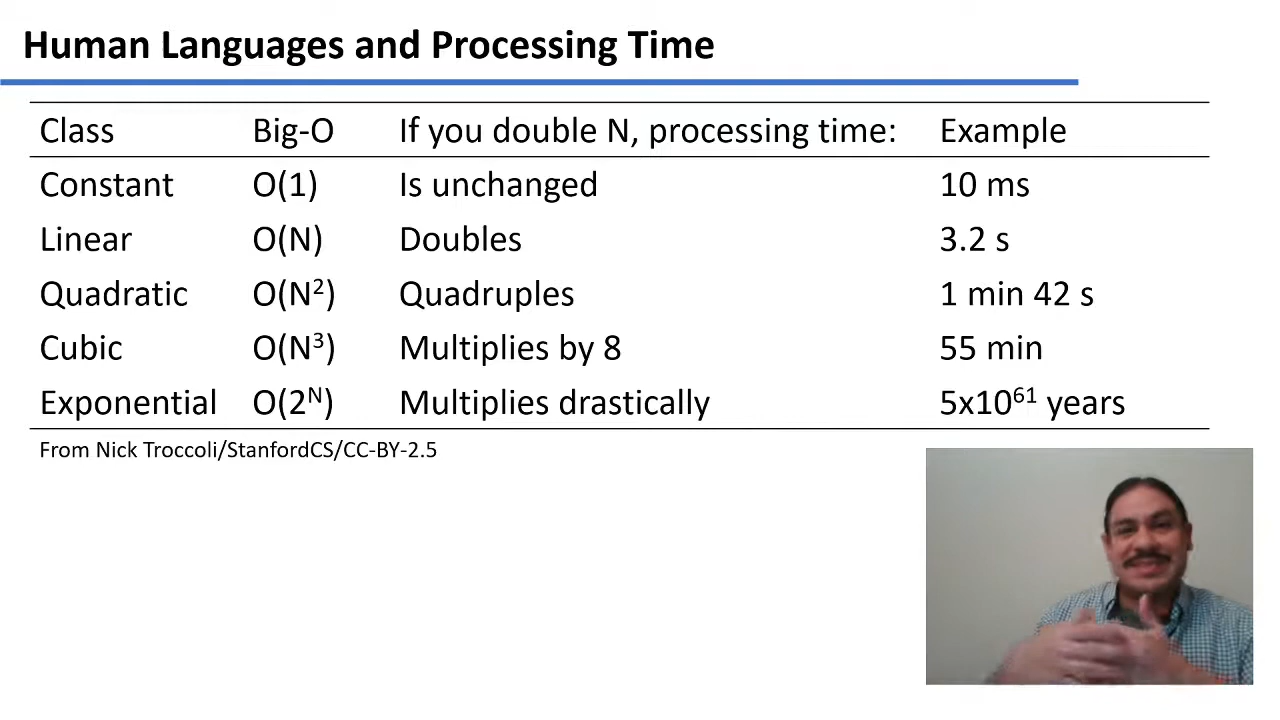 Human Languages and Processing Time
Class Big-O If you double N, processing time: Example
Constant O(1) Is unchanged 10 ms
Linear O(N) Doubles 3.2 s
Quadratic O(N²) Quadruples 1 min 42 s
Cubic O(N³) Multiplies by 8 55 min
Exponential O(2ᴺ) Multiplies drastically 5x10⁶¹ years
From Nick Troccoli/StanfordCS/CC-BY-2.5